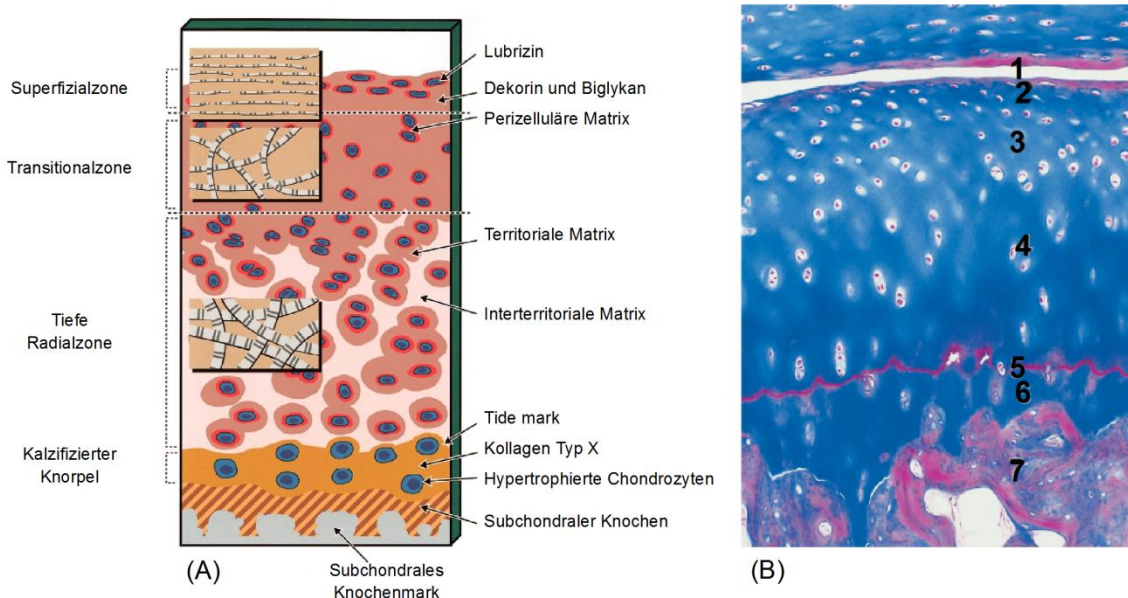 Superfizialzone
Transitionalzone
Tiefe
Radialzone
Kalzifizierter
Knorpel
Lubrizin
Dekorin und Biglykan
Perizelluläre Matrix
Territoriale Matrix
Interterritoriale Matrix
Tide mark
Kollagen Typ X
Hypertrophierte Chondrozyten
Subchondraler Knochen
Subchondrales
Knochenmark
(A)
1
2
3
4
5
6
7
(B)